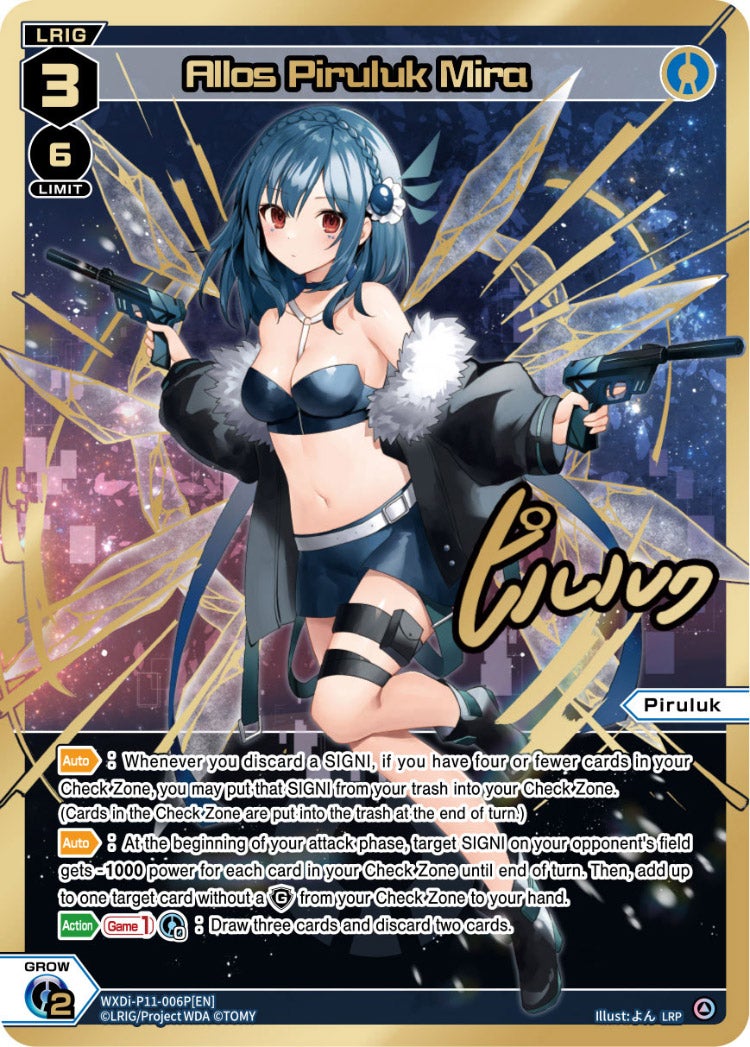 LRIG
3
Allos Piruluk Mira
6
LIMIT
ピルルク
Piruluk
Auto : Whenever you discard a SIGNI, if you have four or fewer cards in your
Check Zone, you may put that SIGNI from your trash into your Check Zone.
(Cards in the Check Zone are put into the trash at the end of turn.)
Auto : At the beginning of your attack phase, target SIGNI on your opponent's field
gets -1000 power for each card in your Check Zone until end of turn. Then, add up
to one target card without a G from your Check Zone to your hand.
Action Game 1 0 : Draw three cards and discard two cards.
GROW
2
WXDi-P11-006P[EN]
©LRIG/Project WDA ©TOMY
Illust:よん LRP